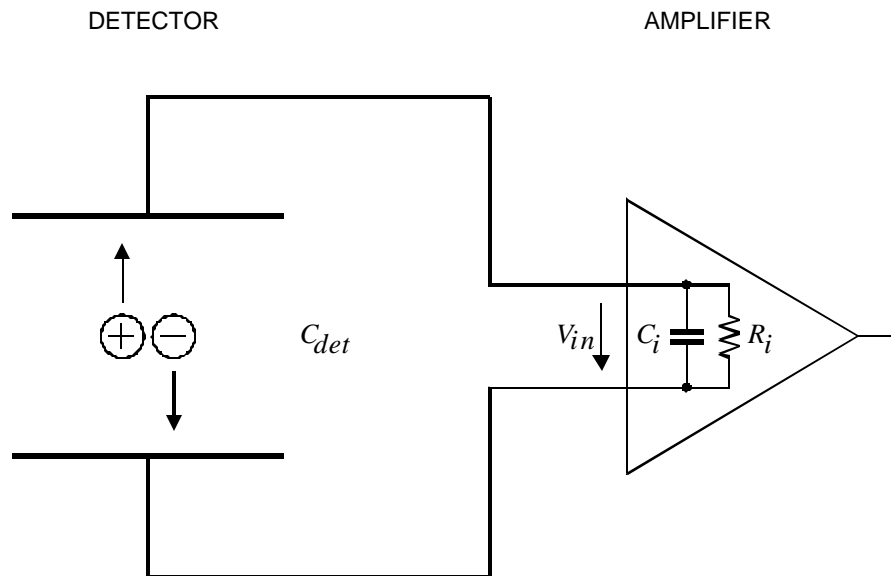 DETECTOR AMPLIFIER
+ −
C_det V_in C_i R_i